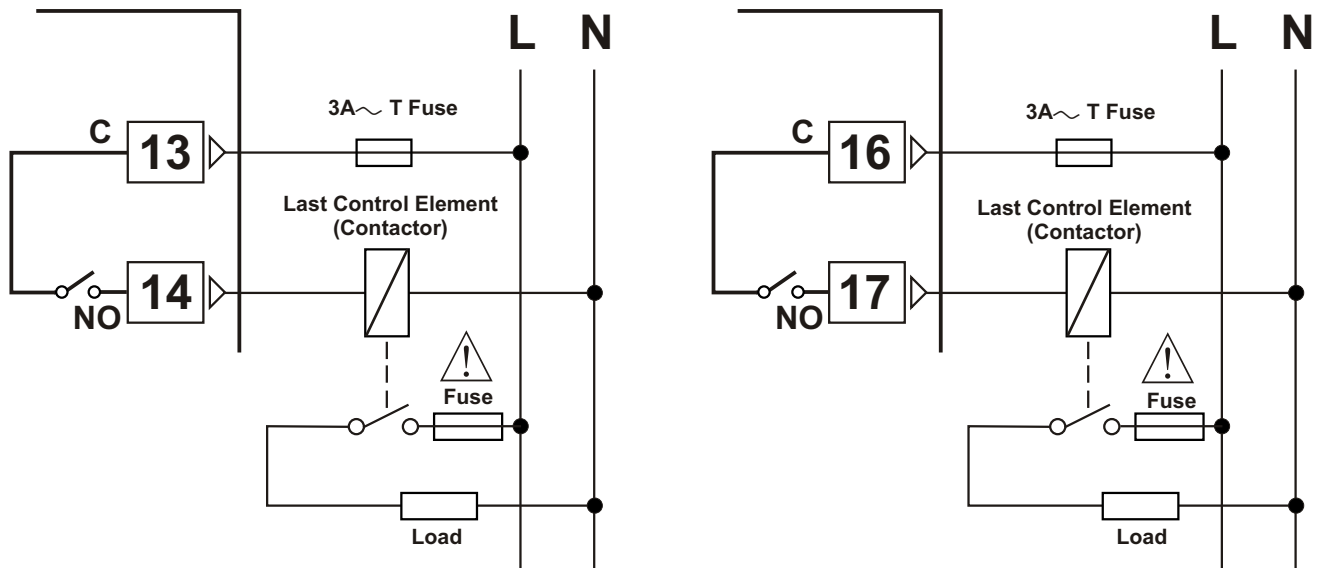 L N
3A~ T Fuse
C
13
Last Control Element
(Contactor)
14
NO
!
Fuse
Load
L N
3A~ T Fuse
C
16
Last Control Element
(Contactor)
17
NO
!
Fuse
Load